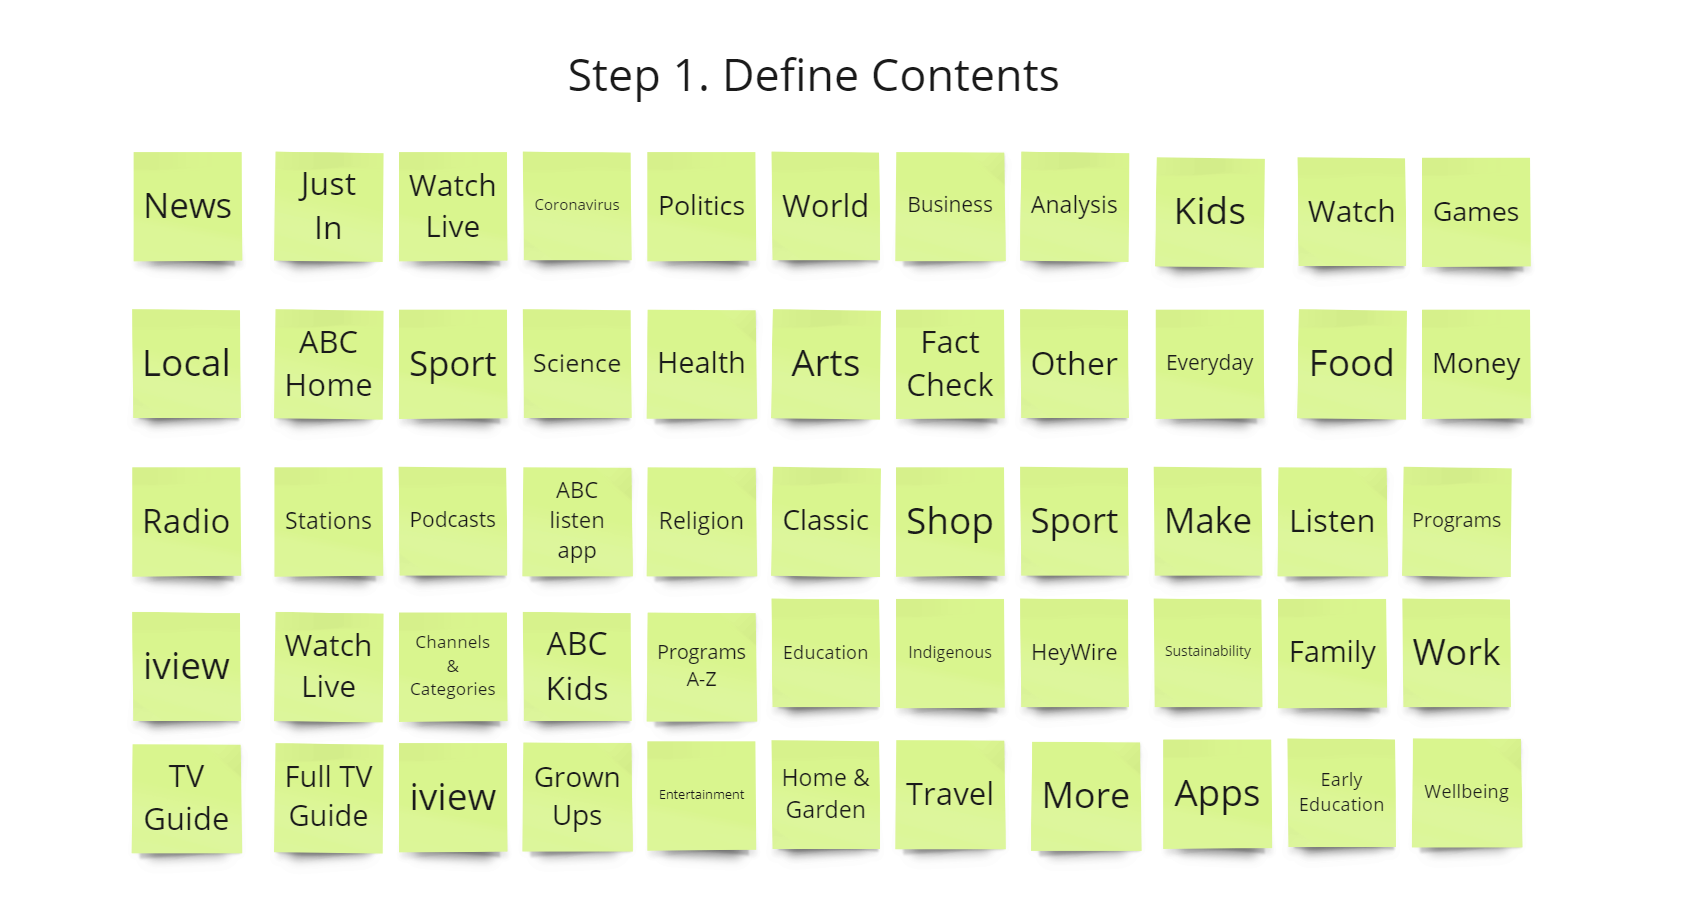 Step 1. Define Contents
News
Just
In
Watch
Live
Coronavirus
Politics
World
Business
Analysis
Kids
Watch
Games
Local
ABC
Home
Sport
Science
Health
Arts
Fact
Check
Other
Everyday
Food
Money
Radio
Stations
Podcasts
ABC
listen
app
Religion
Classic
Shop
Sport
Make
Listen
Programs
iview
Watch
Live
Channels
&
Categories
ABC
Kids
Programs
A-Z
Education
Indigenous
HeyWire
Sustainability
Family
Work
TV
Guide
Full TV
Guide
iview
Grown
Ups
Entertainment
Home &
Garden
Travel
More
Apps
Early
Education
Wellbeing